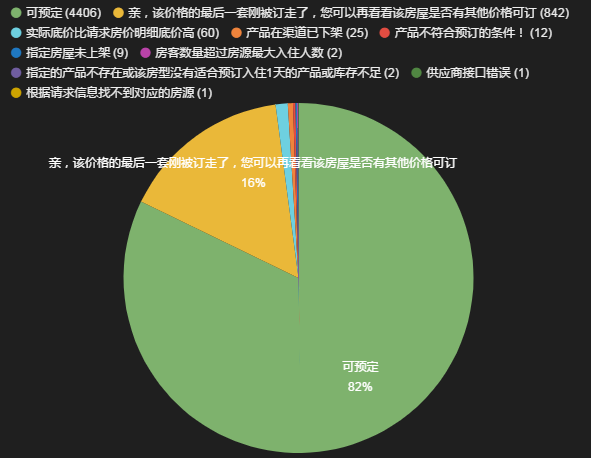 可预定 (4406) 亲，该价格的最后一套刚被订走了，您可以再看看该房屋是否有其他价格可订 (842)
实际底价比请求房价明细底价高 (60) 产品在渠道已下架 (25) 产品不符合预订的条件！ (12)
指定房屋未上架 (9) 房客数量超过房源最大入住人数 (2)
指定的产品不存在或该房型没有适合预订入住1天的产品或库存不足 (2) 供应商接口错误 (1)
根据请求信息找不到对应的房源 (1)
亲，该价格的最后一套刚被订走了，您可以再看看该房屋是否有其他价格可订
16%
可预定
82%